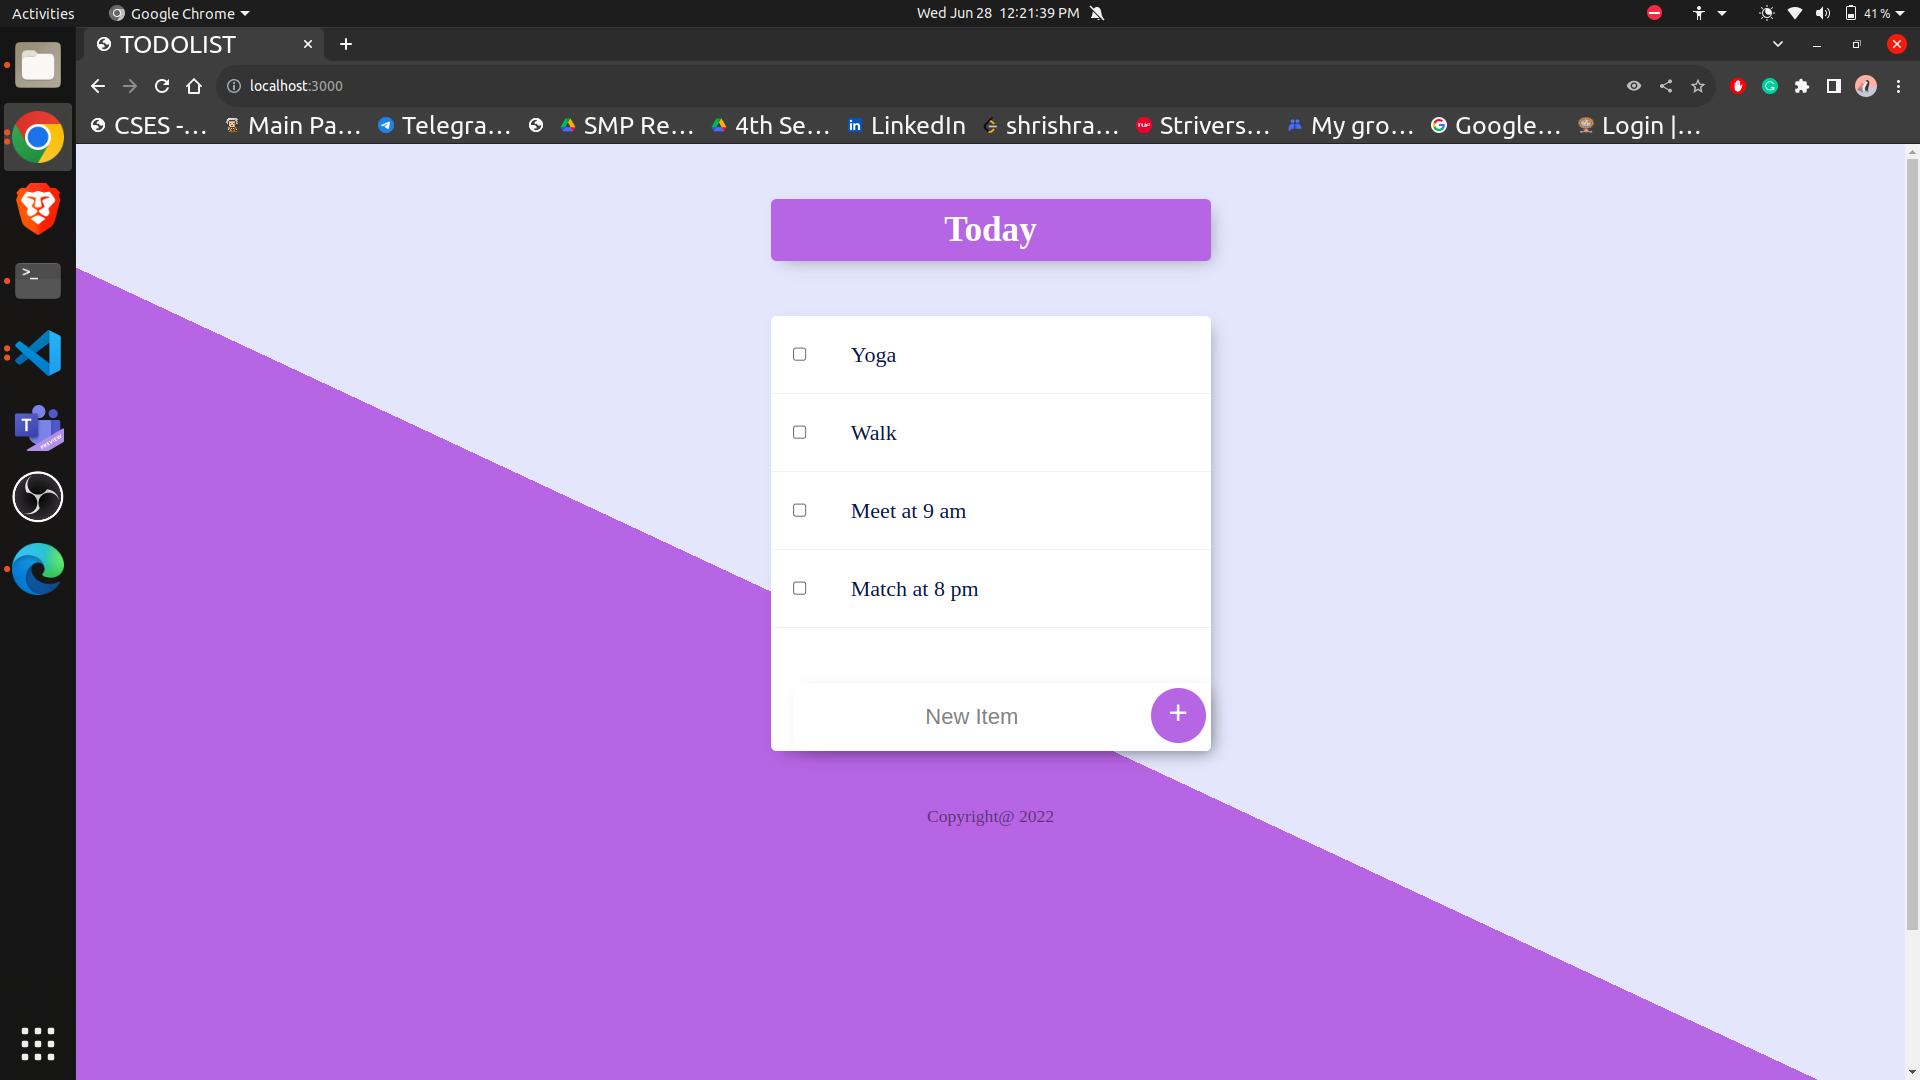 Activities Google Chrome Wed Jun 28 12:21:39 PM 41 %
TODOLIST
localhost:3000
CSES -... Main Pa... Telegra... SMP Re... 4th Se... LinkedIn shrishra... Strivers... My gro... Google... Login |...
Today
Yoga
Walk
Meet at 9 am
Match at 8 pm
New Item +
Copyright@ 2022